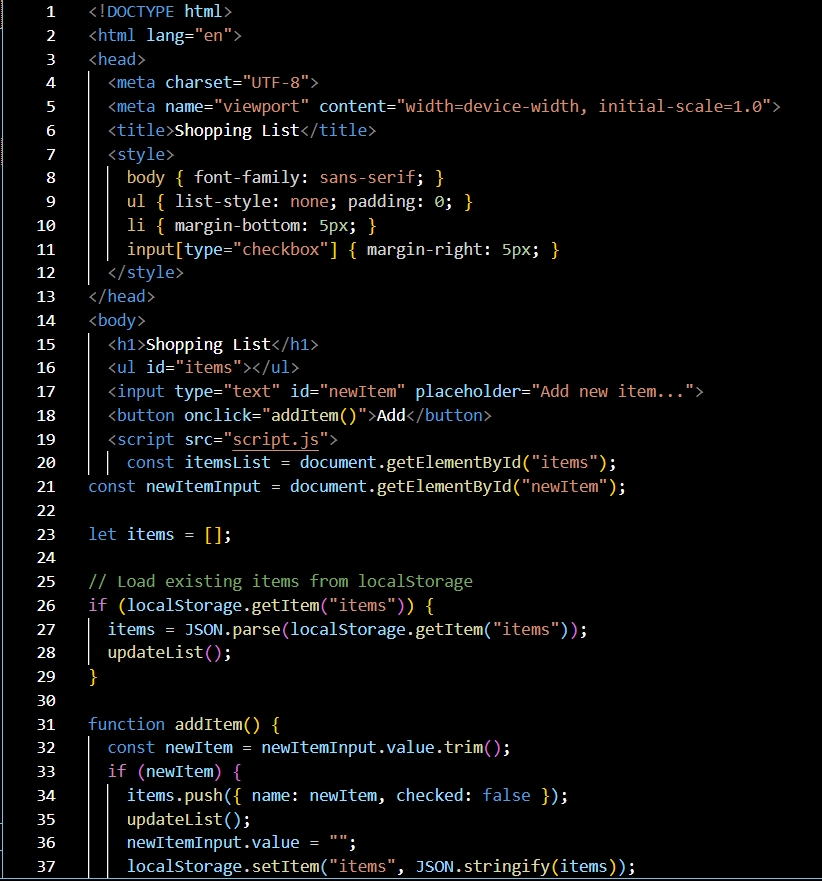 1 <!DOCTYPE html>
2 <html lang="en">
3 <head>
4   <meta charset="UTF-8">
5   <meta name="viewport" content="width=device-width, initial-scale=1.0">
6   <title>Shopping List</title>
7   <style>
8     body { font-family: sans-serif; }
9     ul { list-style: none; padding: 0; }
10     li { margin-bottom: 5px; }
11     input[type="checkbox"] { margin-right: 5px; }
12   </style>
13 </head>
14 <body>
15   <h1>Shopping List</h1>
16   <ul id="items"></ul>
17   <input type="text" id="newItem" placeholder="Add new item...">
18   <button onclick="addItem()">Add</button>
19   <script src="script.js">
20     const itemsList = document.getElementById("items");
21 const newItemInput = document.getElementById("newItem");
22
23 let items = [];
24
25 // Load existing items from localStorage
26 if (localStorage.getItem("items")) {
27   items = JSON.parse(localStorage.getItem("items"));
28   updateList();
29 }
30
31 function addItem() {
32   const newItem = newItemInput.value.trim();
33   if (newItem) {
34     items.push({ name: newItem, checked: false });
35     updateList();
36     newItemInput.value = "";
37     localStorage.setItem("items", JSON.stringify(items));